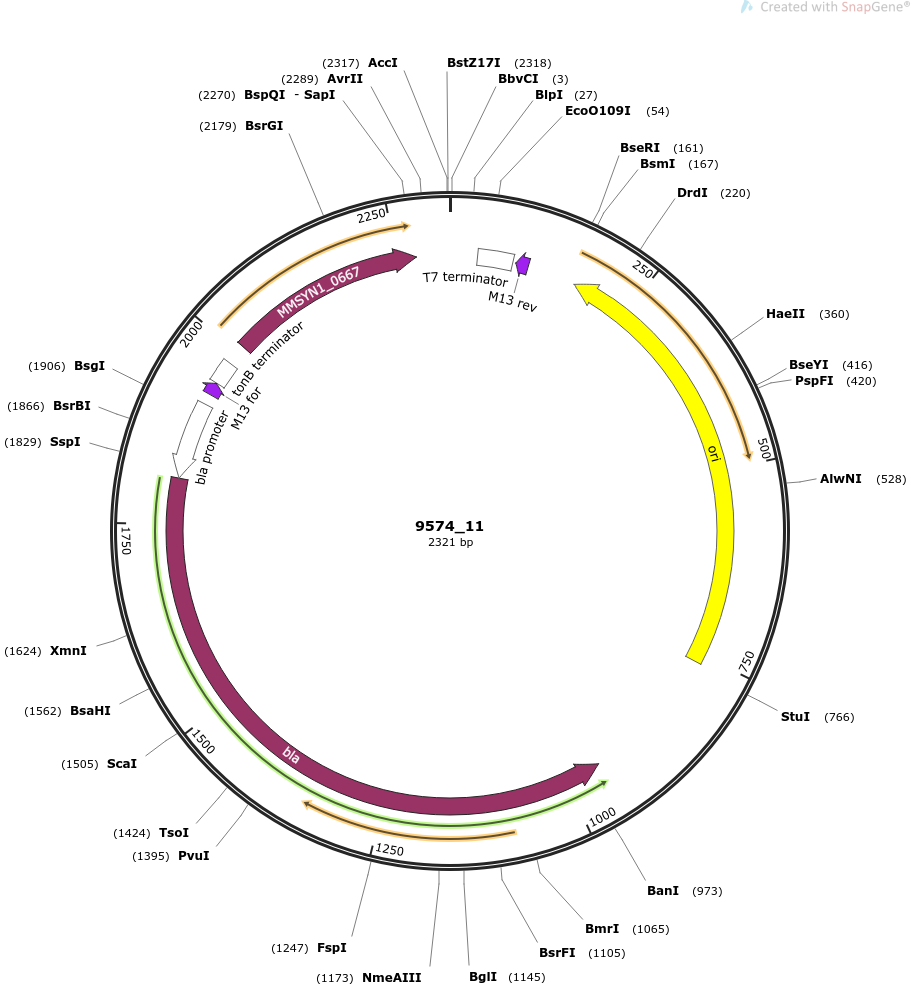 Created with SnapGene®
(2317) AccI
BstZ17I (2318)
(2289) AvrII
BbvCI (3)
(2270) BspQI - SapI
BlpI (27)
EcoO109I (54)
(2179) BsrGI
BseRI (161)
BsmI (167)
DrdI (220)
2250
250
T7 terminator
M13 rev
MMSYN1_0667
2000
HaeII (360)
tonB terminator
(1906) BsgI
BseYI (416)
PspFI (420)
M13 for
(1866) BsrBI
bla promoter
(1829) SspI
ori
500
AlwNI (528)
9574_11
2321 bp
1750
(1624) XmnI
750
(1562) BsaHI
StuI (766)
1500
(1505) ScaI
bla
1000
(1424) TsoI
(1395) PvuI
1250
BanI (973)
BmrI (1065)
(1247) FspI
BsrFI (1105)
(1173) NmeAIII
BglI (1145)